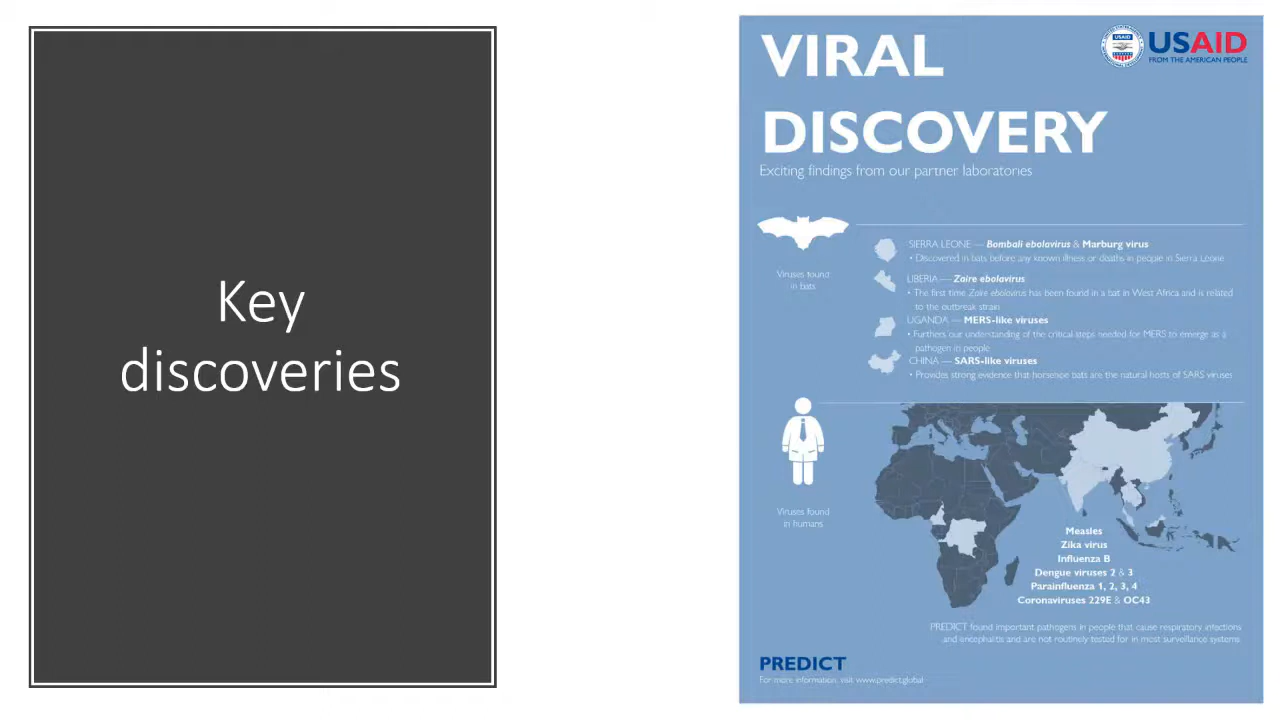 Key
discoveries
VIRAL
DISCOVERY
USAID
FROM THE AMERICAN PEOPLE
Exciting findings from our partner laboratories
Viruses found
in bats
SIERRA LEONE — Bombali ebolavirus & Marburg virus
• Discovered in bats before any known illness or deaths in people in Sierra Leone
LIBERIA — Zaire ebolavirus
• The first time Zaire ebolavirus has been found in a bat in West Africa and is related
to the outbreak strain
UGANDA — MERS-like viruses
• Furthers our understanding of the critical steps needed for MERS to emerge as a
pathogen in people
CHINA — SARS-like viruses
• Provides strong evidence that horseshoe bats are the natural hosts of SARS viruses
Viruses found
in humans
Measles
Zika virus
Influenza B
Dengue viruses 2 & 3
Parainfluenza 1, 2, 3, 4
Coronaviruses 229E & OC43
PREDICT found important pathogens in people that cause respiratory infections
and encephalitis and are not routinely tested for in most surveillance systems.
PREDICT
For more information, visit www.predict.global